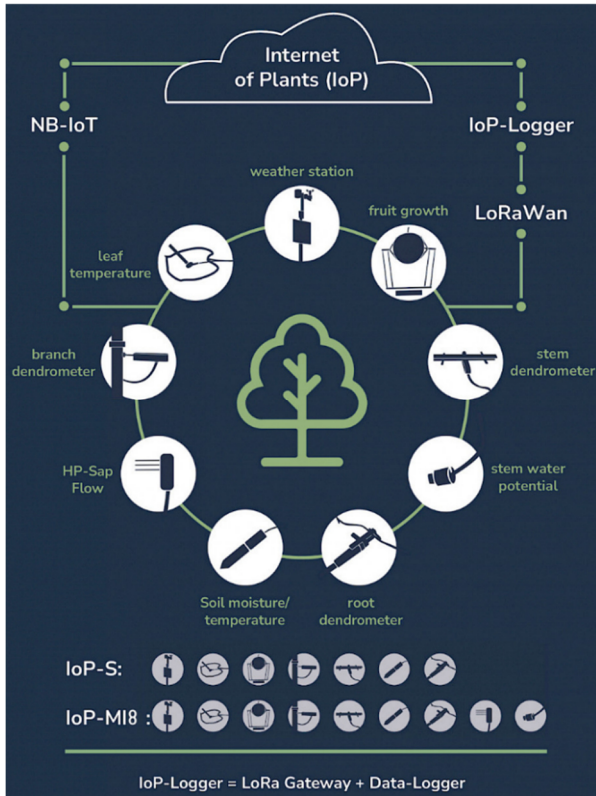 Internet
of Plants (IoP)
NB-IoT
IoP-Logger
LoRaWan
weather station
fruit growth
leaf
temperature
branch
dendrometer
stem
dendrometer
HP-Sap
Flow
stem water
potential
Soil moisture/
temperature
root
dendrometer
IoP-S:
IoP-MI8 :
IoP-Logger = LoRa Gateway + Data-Logger